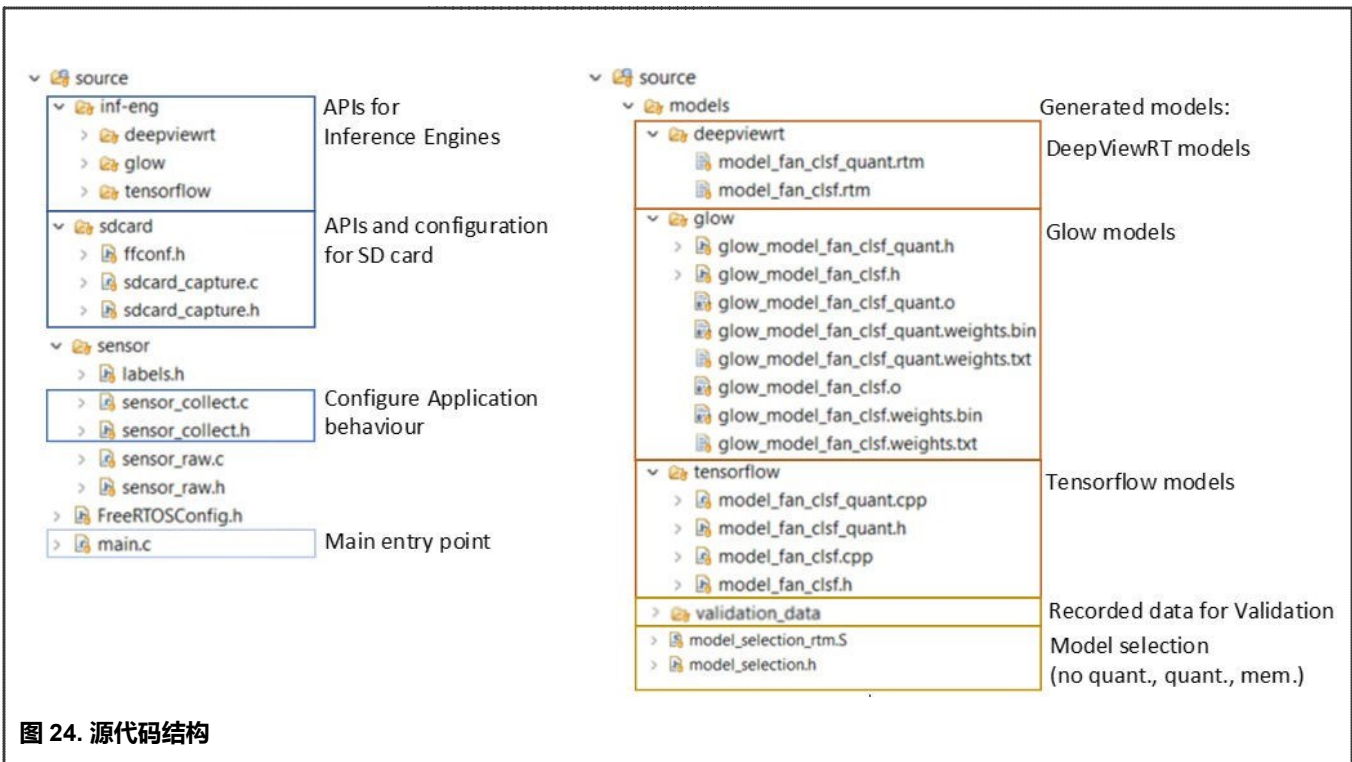 source
inf-eng
deepviewrt
glow
tensorflow
APIs for
Inference Engines
sdcard
ffconf.h
sdcard_capture.c
sdcard_capture.h
APIs and configuration
for SD card
sensor
labels.h
sensor_collect.c
sensor_collect.h
Configure Application
behaviour
sensor_raw.c
sensor_raw.h
FreeRTOSConfig.h
main.c
Main entry point
source
models
Generated models:
deepviewrt
model_fan_clsf_quant.rtm
model_fan_clsf.rtm
DeepViewRT models
glow
glow_model_fan_clsf_quant.h
glow_model_fan_clsf.h
glow_model_fan_clsf_quant.o
glow_model_fan_clsf_quant.weights.bin
glow_model_fan_clsf_quant.weights.txt
glow_model_fan_clsf.o
glow_model_fan_clsf.weights.bin
glow_model_fan_clsf.weights.txt
Glow models
tensorflow
model_fan_clsf_quant.cpp
model_fan_clsf_quant.h
model_fan_clsf.cpp
model_fan_clsf.h
Tensorflow models
validation_data
Recorded data for Validation
model_selection_rtm.S
model_selection.h
Model selection
(no quant., quant., mem.)
图 24. 源代码结构